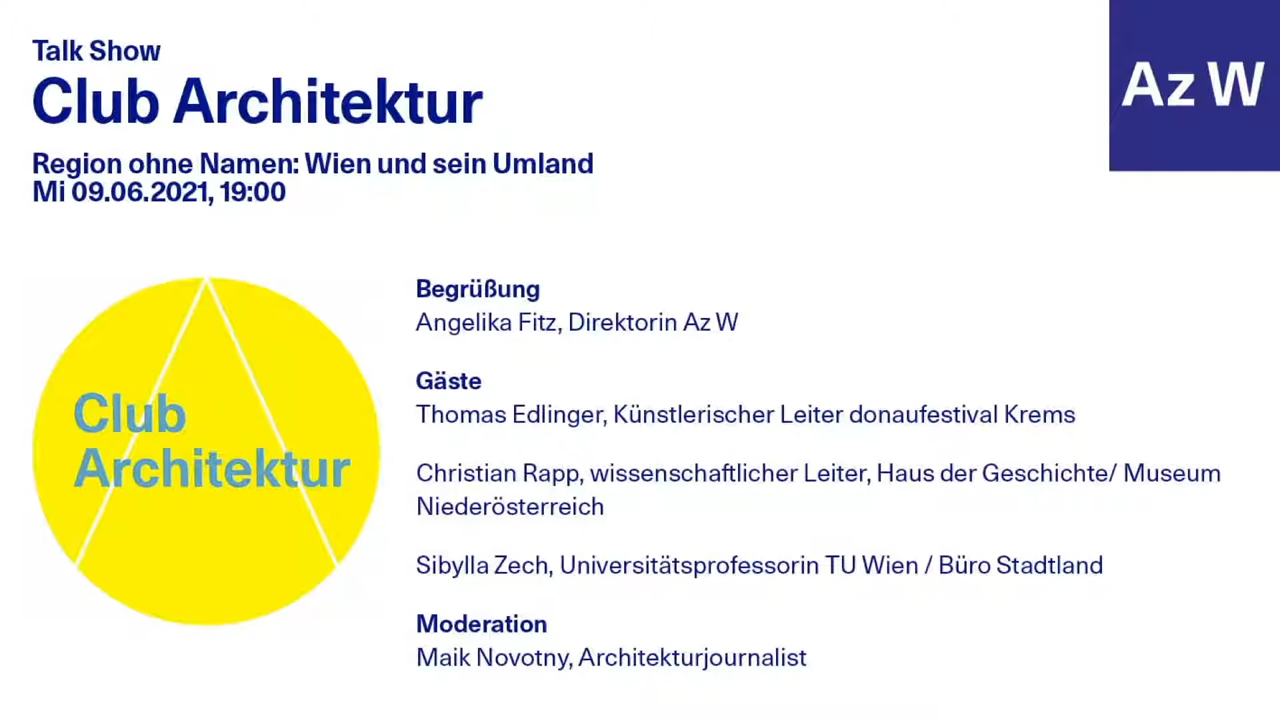 Talk Show
Club Architektur
Region ohne Namen: Wien und sein Umland
Mi 09.06.2021, 19:00
Az W
Club
Architektur
Begrüßung
Angelika Fitz, Direktorin Az W
Gäste
Thomas Edlinger, Künstlerischer Leiter donaufestival Krems
Christian Rapp, wissenschaftlicher Leiter, Haus der Geschichte/ Museum
Niederösterreich
Sibylla Zech, Universitätsprofessorin TU Wien / Büro Stadtland
Moderation
Maik Novotny, Architekturjournalist